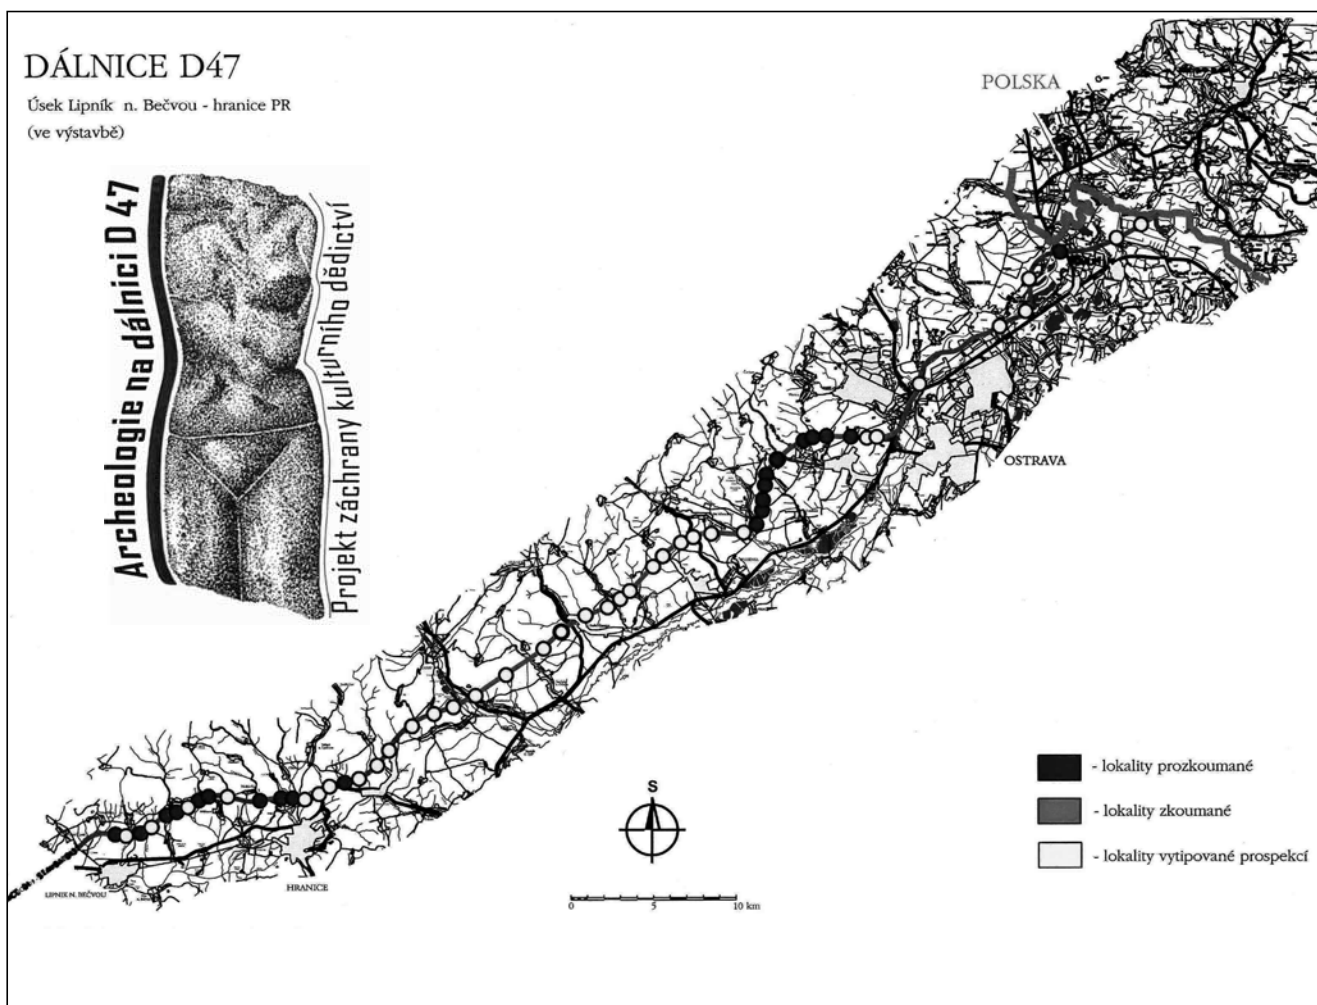 DÁLNICE D47
Úsek Lipník n. Bečvou - hranice PR
(ve výstavbě)
Archeologie na dálnici D 47
Projekt záchrany kulturního dědictví
POLSKA
OSTRAVA
HRANICE
LIPNIK N. BEČVOU
S
0 5 10 km
- lokality prozkoumané
- lokality zkoumané
- lokality vytipované prospekcí